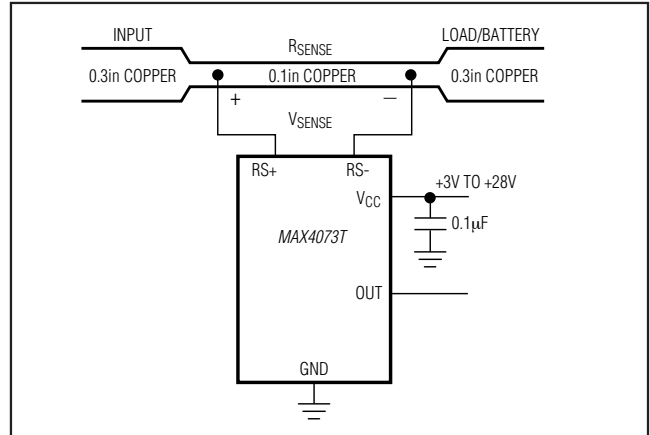 INPUT
RSENSE
LOAD/BATTERY
0.3in COPPER
0.1in COPPER
0.3in COPPER
+
−
VSENSE
RS+
RS-
VCC
+3V TO +28V
0.1μF
MAX4073T
OUT
GND